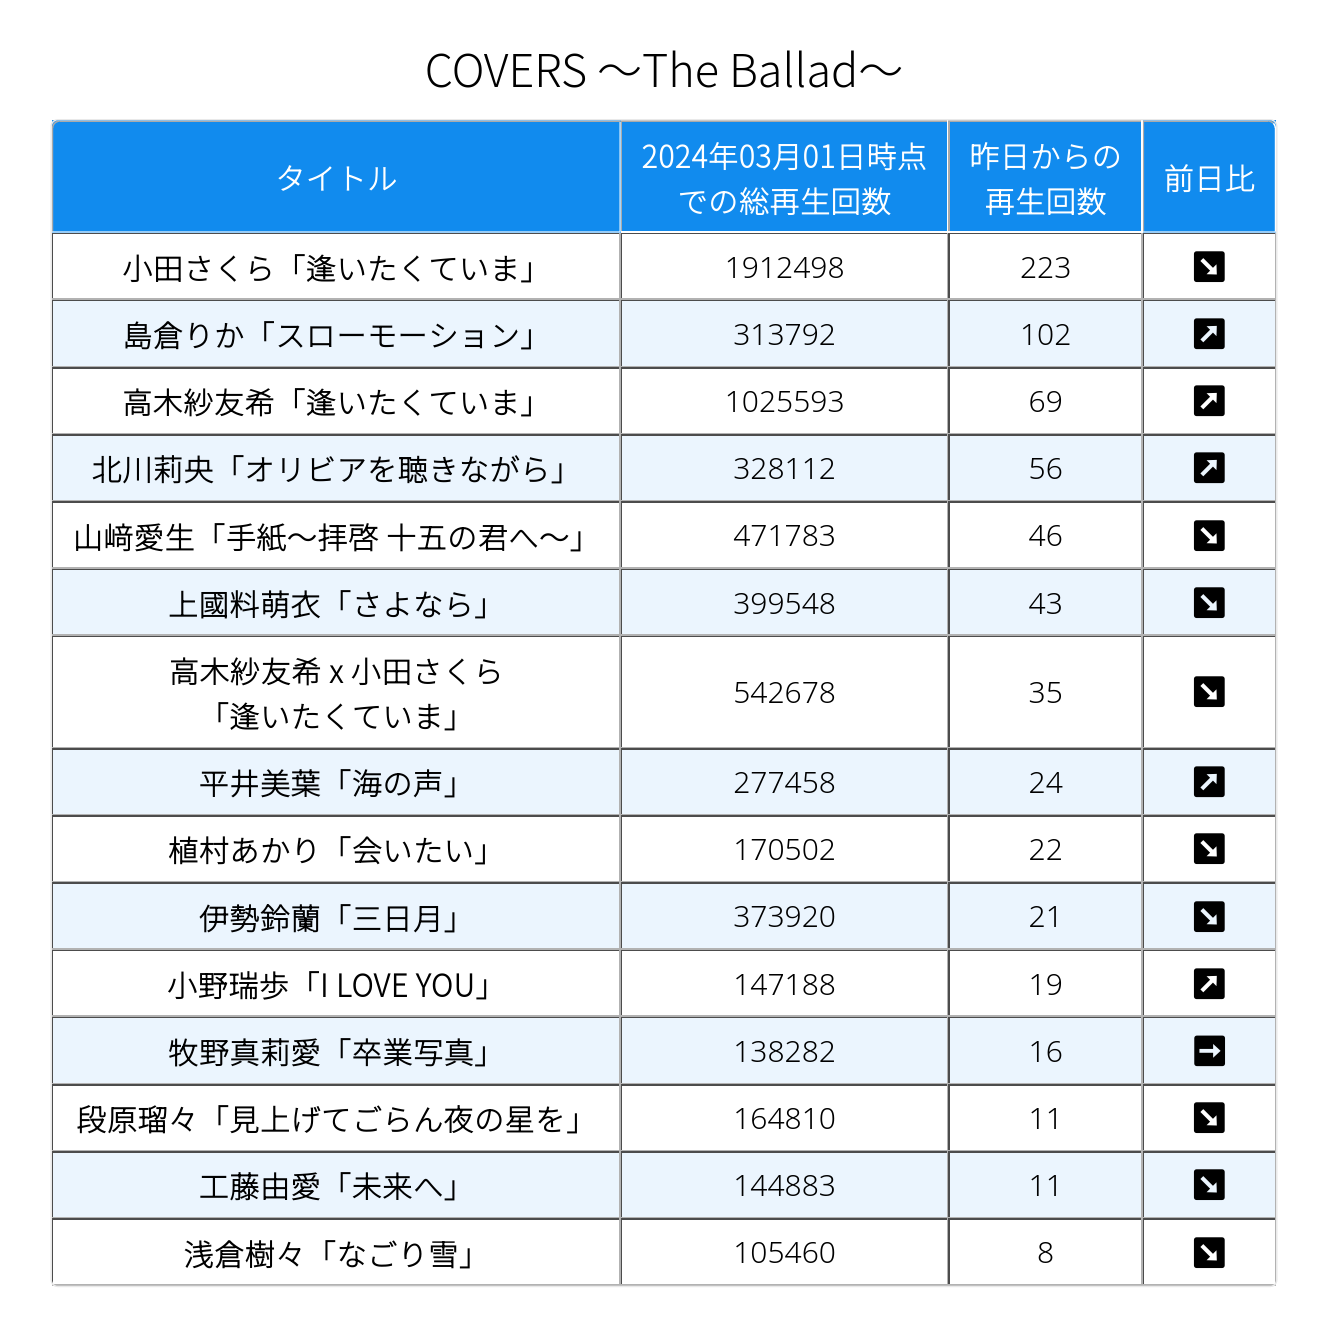 COVERS ～The Ballad～
タイトル
2024年03月01日時点
での総再生回数
昨日からの
再生回数
前日比
小田さくら「逢いたくていま」 1912498 223 ↘
島倉りか「スローモーション」 313792 102 ↗
高木紗友希「逢いたくていま」 1025593 69 ↗
北川莉央「オリビアを聴きながら」 328112 56 ↗
山﨑愛生「手紙～拝啓 十五の君へ～」 471783 46 ↘
上國料萌衣「さよなら」 399548 43 ↘
高木紗友希 x 小田さくら
「逢いたくていま」 542678 35 ↘
平井美葉「海の声」 277458 24 ↗
植村あかり「会いたい」 170502 22 ↘
伊勢鈴蘭「三日月」 373920 21 ↘
小野瑞歩「I LOVE YOU」 147188 19 ↗
牧野真莉愛「卒業写真」 138282 16 →
段原瑠々「見上げてごらん夜の星を」 164810 11 ↘
工藤由愛「未来へ」 144883 11 ↘
浅倉樹々「なごり雪」 105460 8 ↘